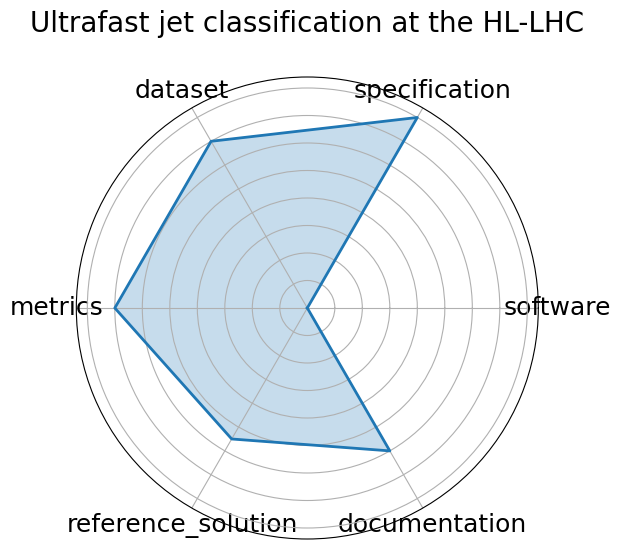 Ultrafast jet classification at the HL-LHC
dataset
specification
metrics
software
reference_solution
documentation